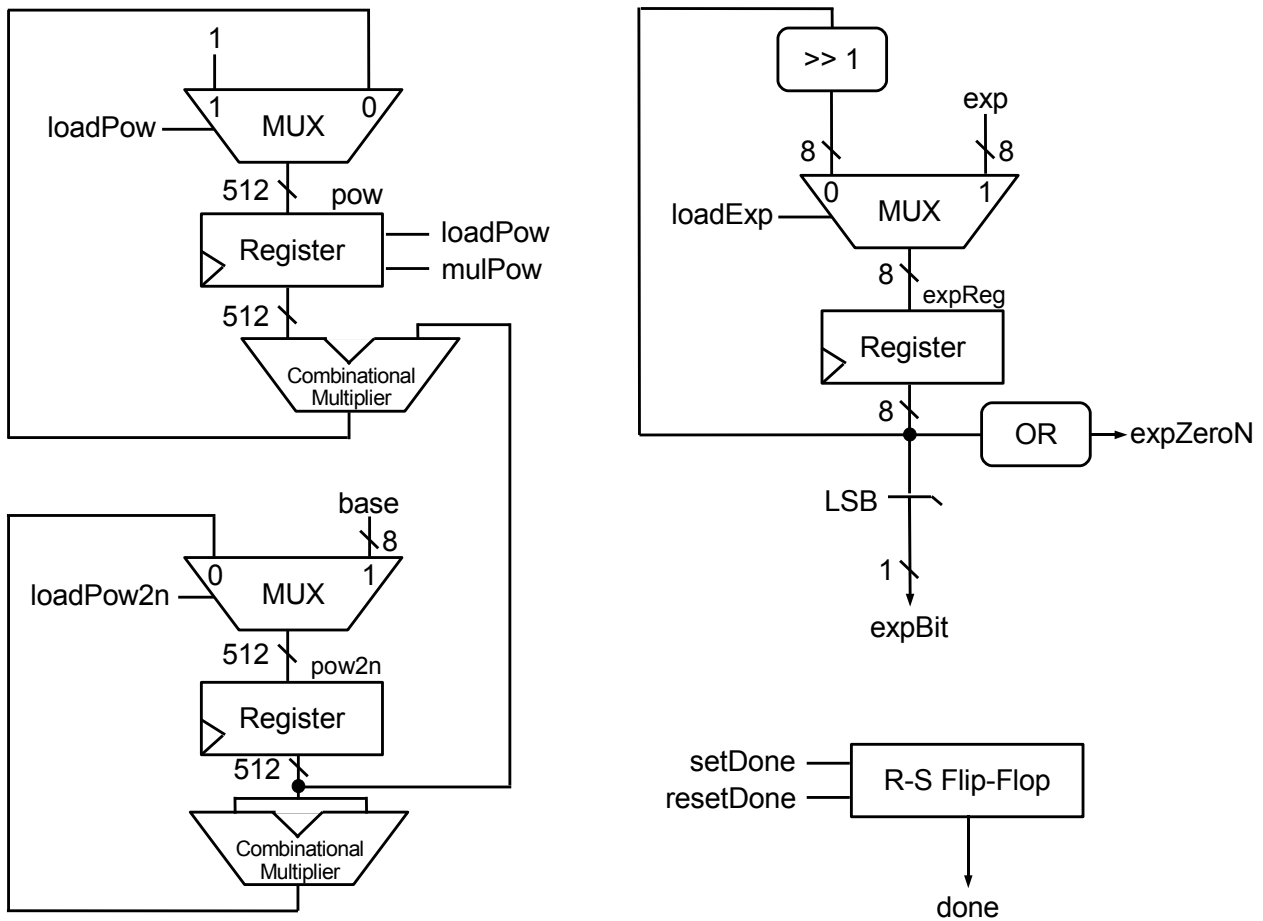 1
1 0
loadPow
MUX
512
pow
Register
loadPow
mulPow
512
Combinational
Multiplier
base
8
0 1
loadPow2n
MUX
512
pow2n
Register
512
Combinational
Multiplier
>> 1
exp
8 8
0 1
loadExp
MUX
8
expReg
Register
8
OR
expZeroN
LSB
1
expBit
setDone
resetDone
R-S Flip-Flop
done